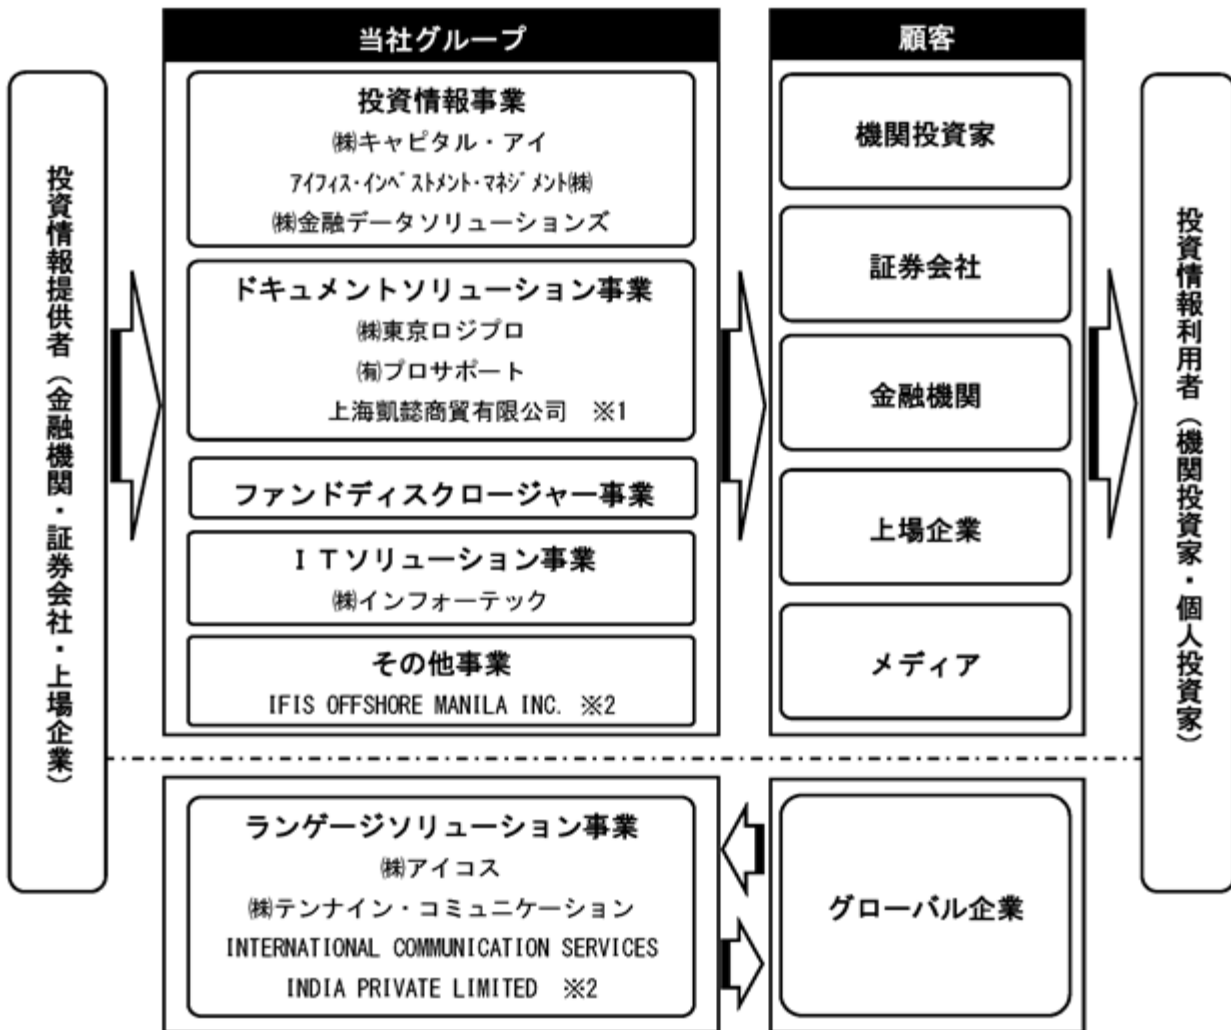 投資情報提供者（金融機関・証券会社・上場企業）
当社グループ
投資情報事業
㈱キャピタル・アイ
ｱｲﾌｨｽ・ｲﾝﾍﾞｽﾄﾒﾝﾄ・ﾏﾈｼﾞﾒﾝﾄ㈱
㈱金融データソリューションズ
ドキュメントソリューション事業
㈱東京ロジプロ
㈲プロサポート
上海凱懿商貿有限公司　※1
ファンドディスクロージャー事業
ＩＴソリューション事業
㈱インフォーテック
その他事業
IFIS OFFSHORE MANILA INC. ※2
ランゲージソリューション事業
㈱アイコス
㈱テンナイン・コミュニケーション
INTERNATIONAL COMMUNICATION SERVICES
INDIA PRIVATE LIMITED　※2
顧客
機関投資家
証券会社
金融機関
上場企業
メディア
グローバル企業
投資情報利用者（機関投資家・個人投資家）